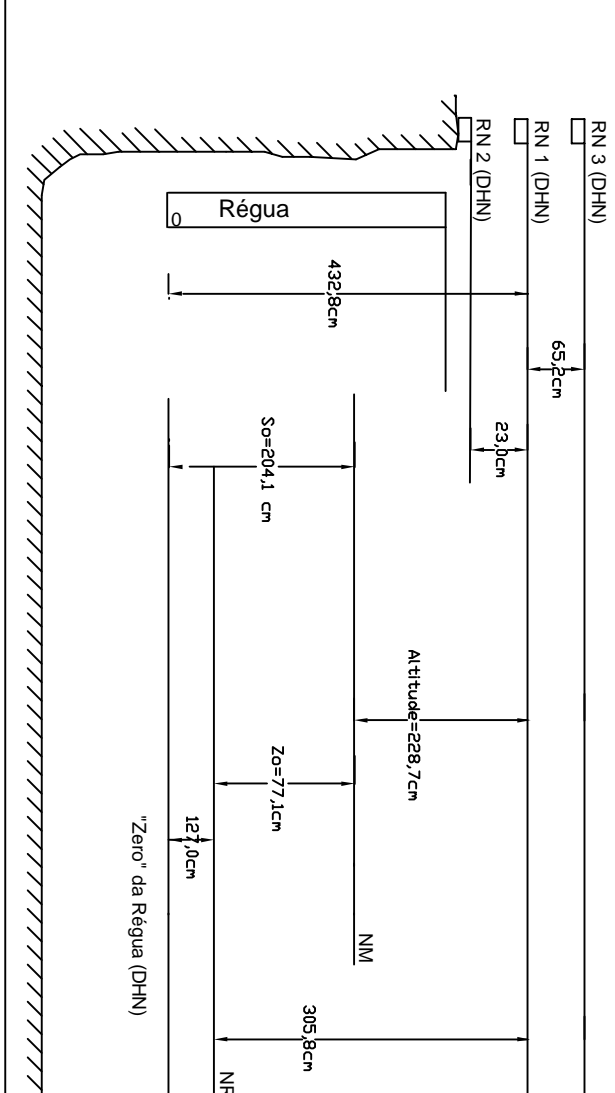 RN 3 (DHN)
RN 1 (DHN)
RN 2 (DHN)
Régua
0
432,8cm
65,2cm
23,0cm
So=204,1 cm
Altitude=228,7cm
Zo=77,1cm
127,0cm
"Zero" da Régua (DHN)
NM
305,8cm